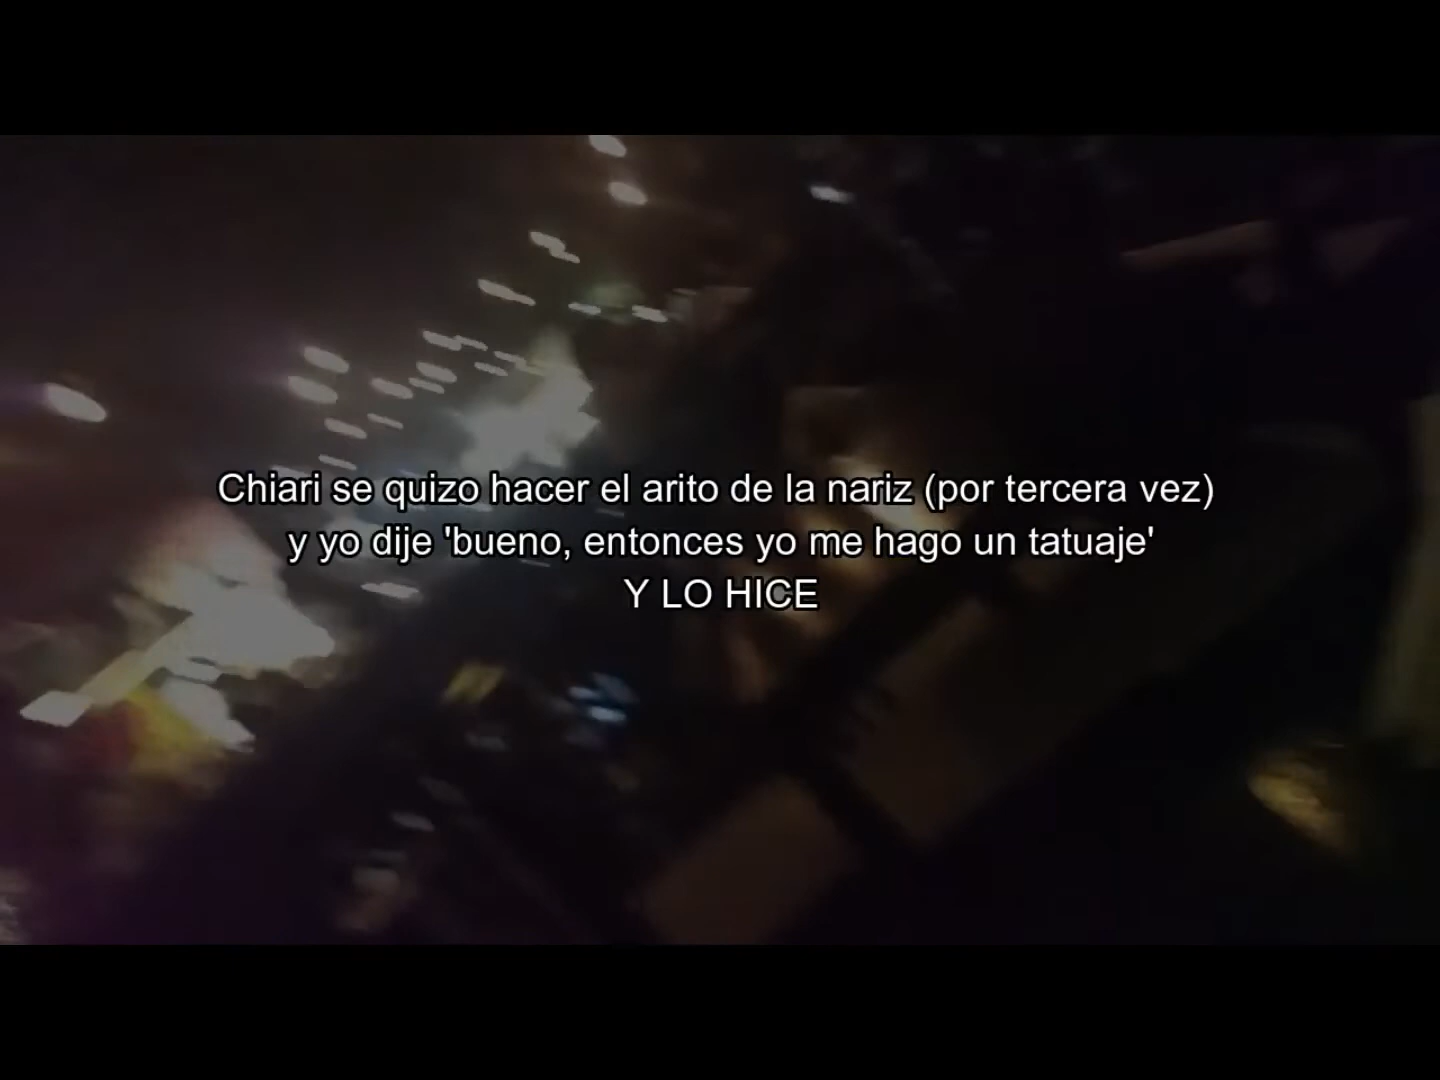 Chiari se quizo hacer el arito de la nariz (por tercera vez)
y yo dije 'bueno, entonces yo me hago un tatuaje'
Y LO HICE